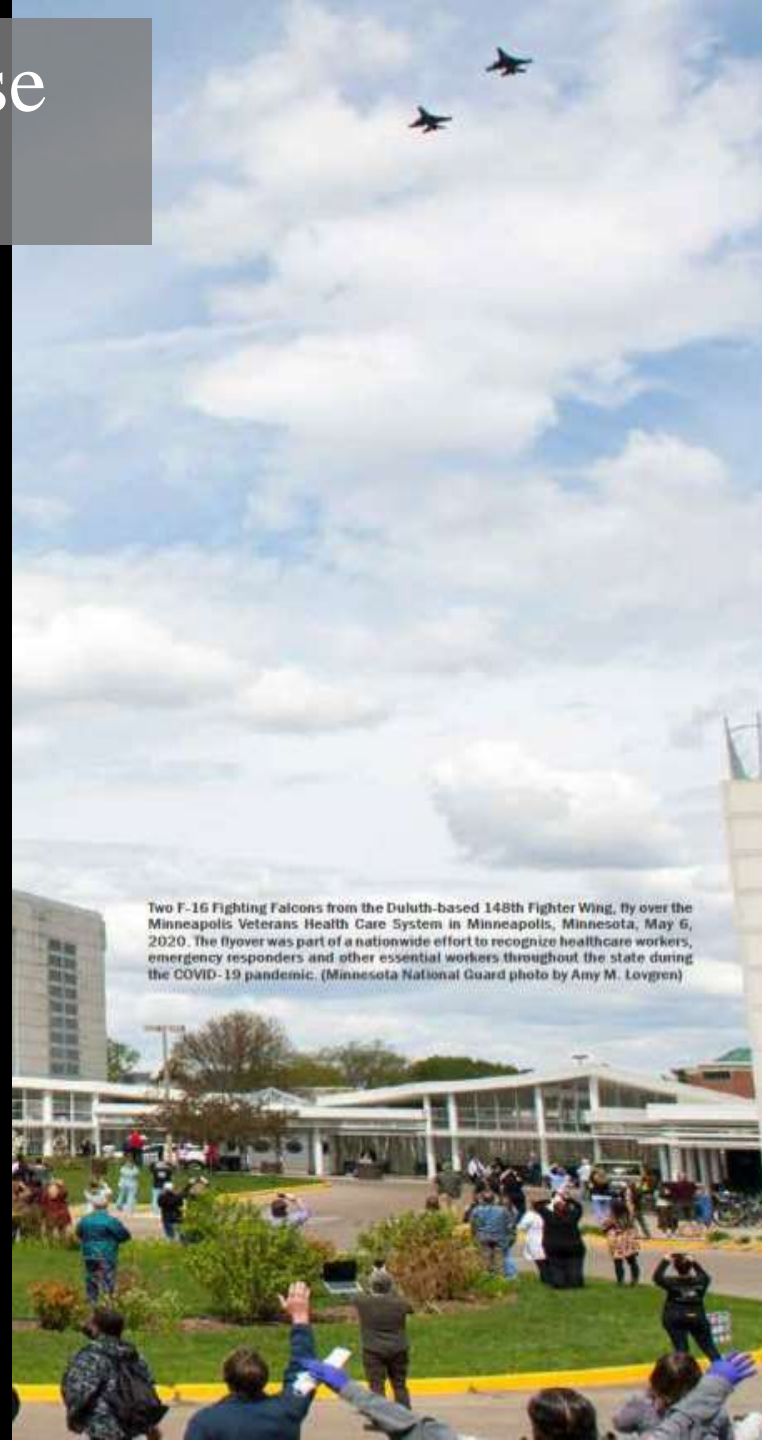 se
Two F-16 Fighting Falcons from the Duluth-based 148th Fighter Wing, fly over the
Minneapolis Veterans Health Care System in Minneapolis, Minnesota, May 6,
2020. The flyover was part of a nationwide effort to recognize healthcare workers,
emergency responders and other essential workers throughout the state during
the COVID-19 pandemic. (Minnesota National Guard photo by Amy M. Lovgren)